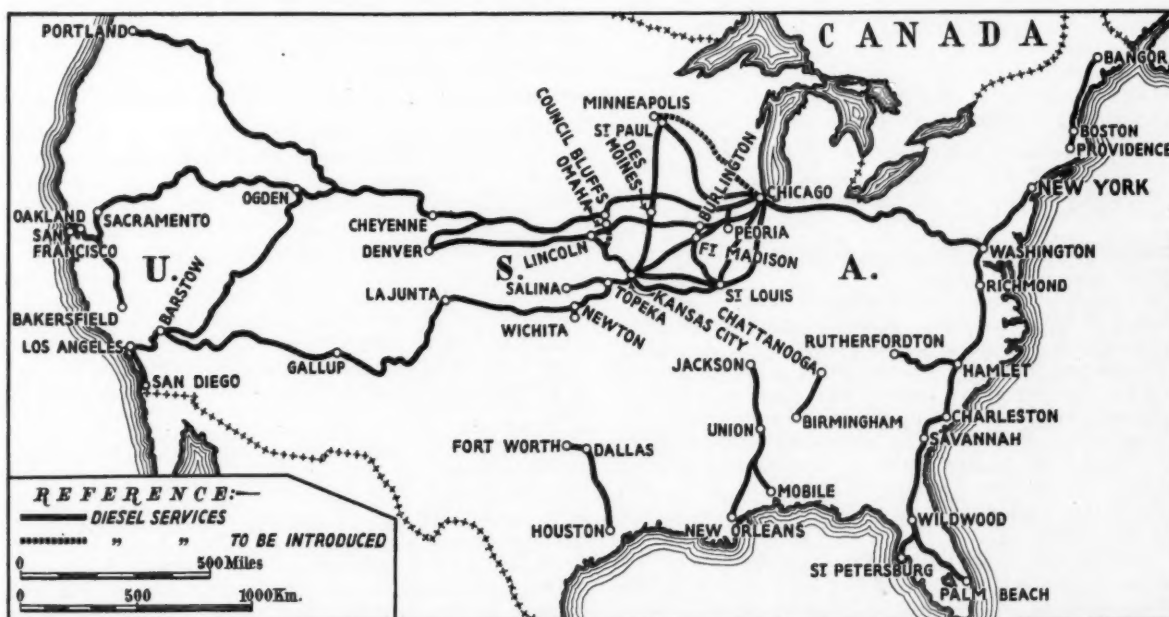 CANADA
PORTLAND
BANGOR
MINNEAPOLIS
ST PAUL
DES MOINES
COUNCIL BLUFFS
OMAHA
BURLINGTON
BOSTON
PROVIDENCE
NEW YORK
CHICAGO
OGDEN
OAKLAND
SACRAMENTO
SAN FRANCISCO
CHEYENNE
DENVER
LINCOLN
PEORIA
FT MADISON
WASHINGTON
U. S. A.
BARSTOW
SALINA
TOPEKA
KANSAS CITY
ST LOUIS
RICHMOND
LA JUNTA
BAKERSFIELD
WICHITA
NEWTON
CHATTANOOGA
RUTHERFORDTON
LOS ANGELES
GALLUP
JACKSON
HAMLET
SAN DIEGO
BIRMINGHAM
CHARLESTON
UNION
SAVANNAH
FORT WORTH
DALLAS
MOBILE
HOUSTON
NEW ORLEANS
WILDWOOD
ST PETERSBURG
PALM BEACH
REFERENCE:—
DIESEL SERVICES
" " TO BE INTRODUCED
0 500 Miles
0 500 1000 Km.